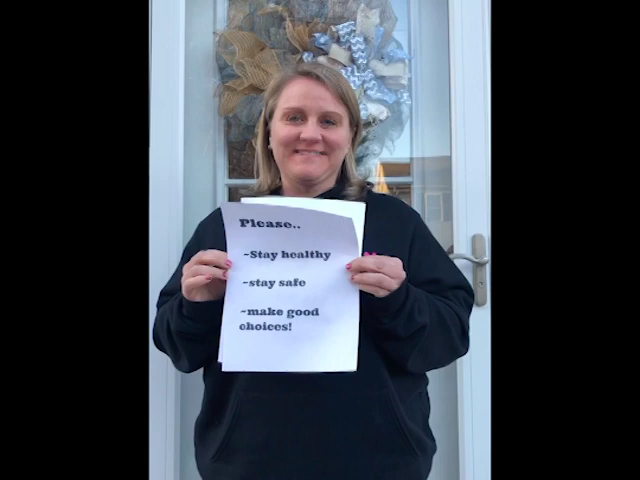 Please..
~Stay healthy
~stay safe
~make good
choices!